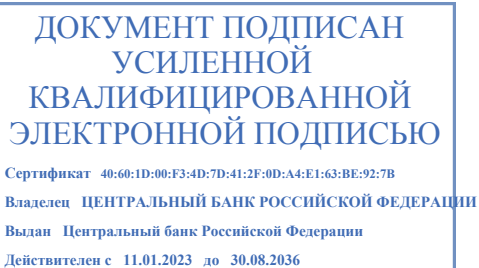 ДОКУМЕНТ ПОДПИСАН
УСИЛЕННОЙ
КВАЛИФИЦИРОВАННОЙ
ЭЛЕКТРОННОЙ ПОДПИСЬЮ
Сертификат 40:60:1D:00:F3:4D:7D:41:2F:0D:A4:E1:63:BE:92:7B
Владелец ЦЕНТРАЛЬНЫЙ БАНК РОССИЙСКОЙ ФЕДЕРАЦИИ
Выдан Центральный банк Российской Федерации
Действителен с 11.01.2023 до 30.08.2036